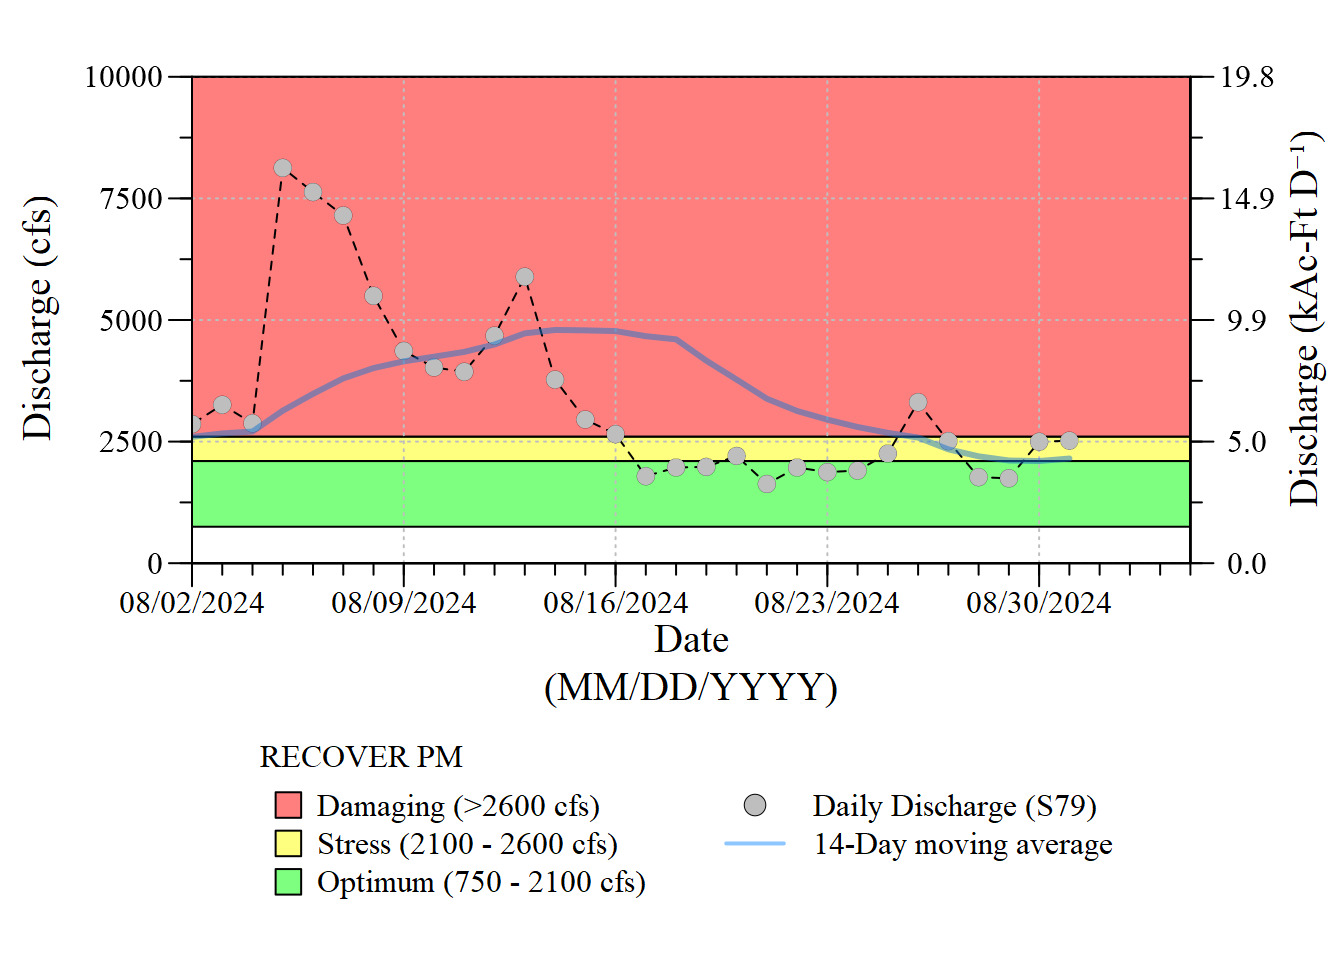 10000
7500
5000
2500
0
Discharge (cfs)
19.8
14.9
9.9
5.0
0.0
Discharge (kAc-Ft D⁻¹)
08/02/2024 08/09/2024 08/16/2024 08/23/2024 08/30/2024
Date
(MM/DD/YYYY)
RECOVER PM
Damaging (>2600 cfs)
Stress (2100 - 2600 cfs)
Optimum (750 - 2100 cfs)
Daily Discharge (S79)
14-Day moving average